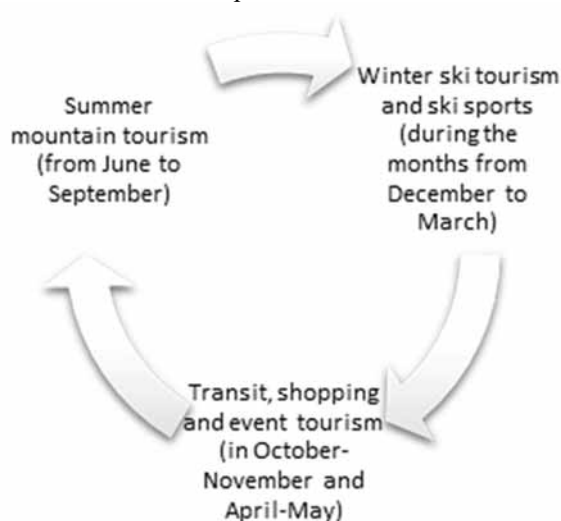 Summer
mountain tourism
(from June to
September)
Winter ski tourism
and ski sports
(during the
months from
December to
March)
Transit, shopping
and event tourism
(in October-
November and
April-May)